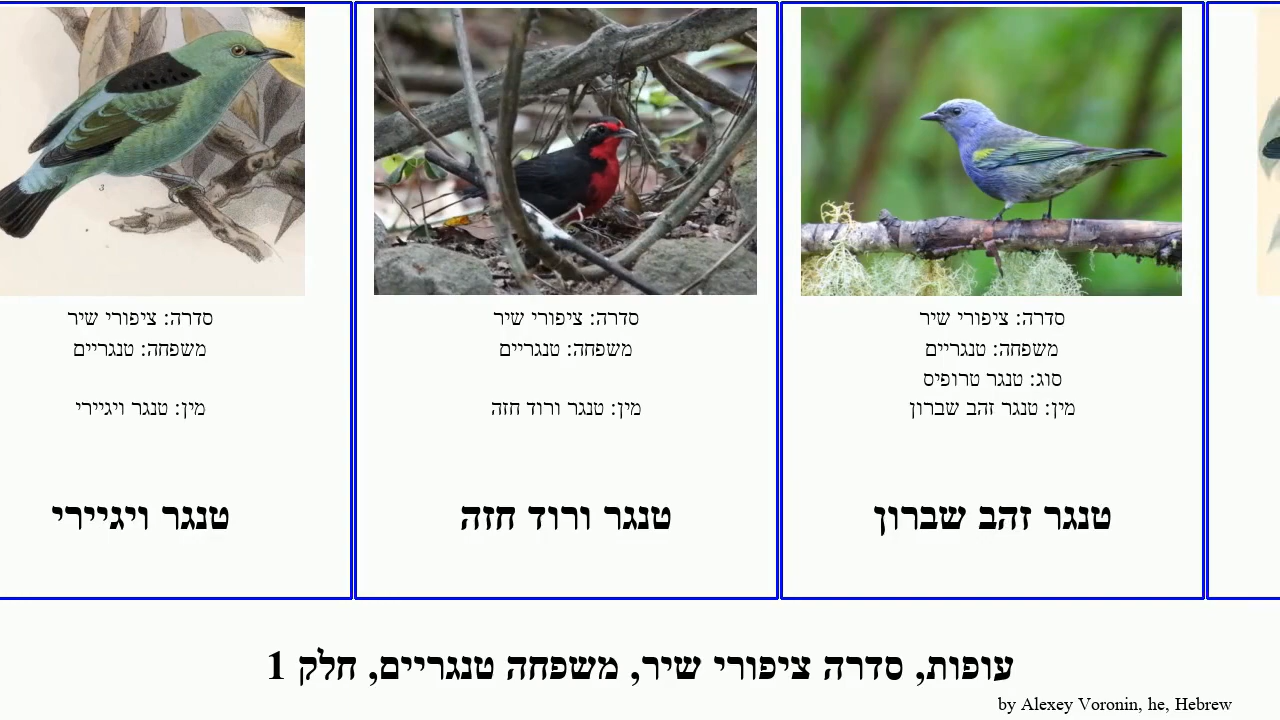 סדרה: ציפורי שיר
משפחה: טנגריים
סוג: טנגר טרופיס
מין: טנגר זהב שברון
טנגר זהב שברון
סדרה: ציפורי שיר
משפחה: טנגריים
מין: טנגר ורוד חזה
טנגר ורוד חזה
סדרה: ציפורי שיר
משפחה: טנגריים
מין: טנגר ויגיירי
טנגר ויגיירי
עופות, סדרה ציפורי שיר, משפחה טנגריים, חלק 1
by Alexey Voronin, he, Hebrew